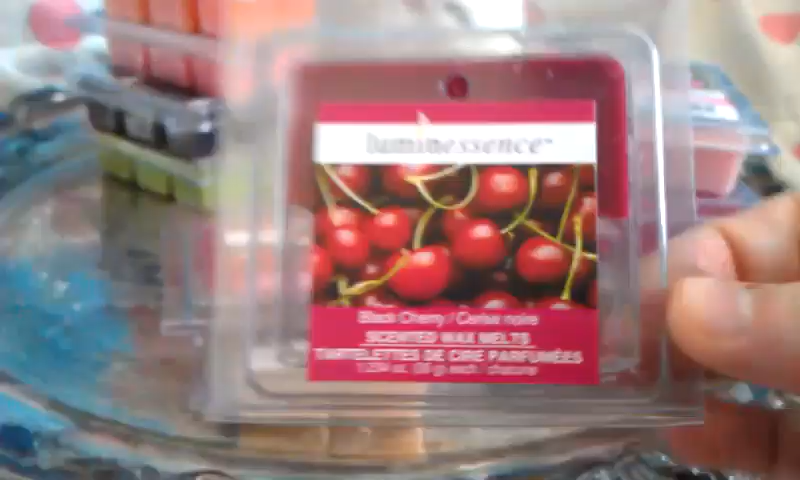 luminessence
Black Cherry / Cerise noire
SCENTED WAX MELTS
TARTELETTES DE CIRE PARFUMÉES